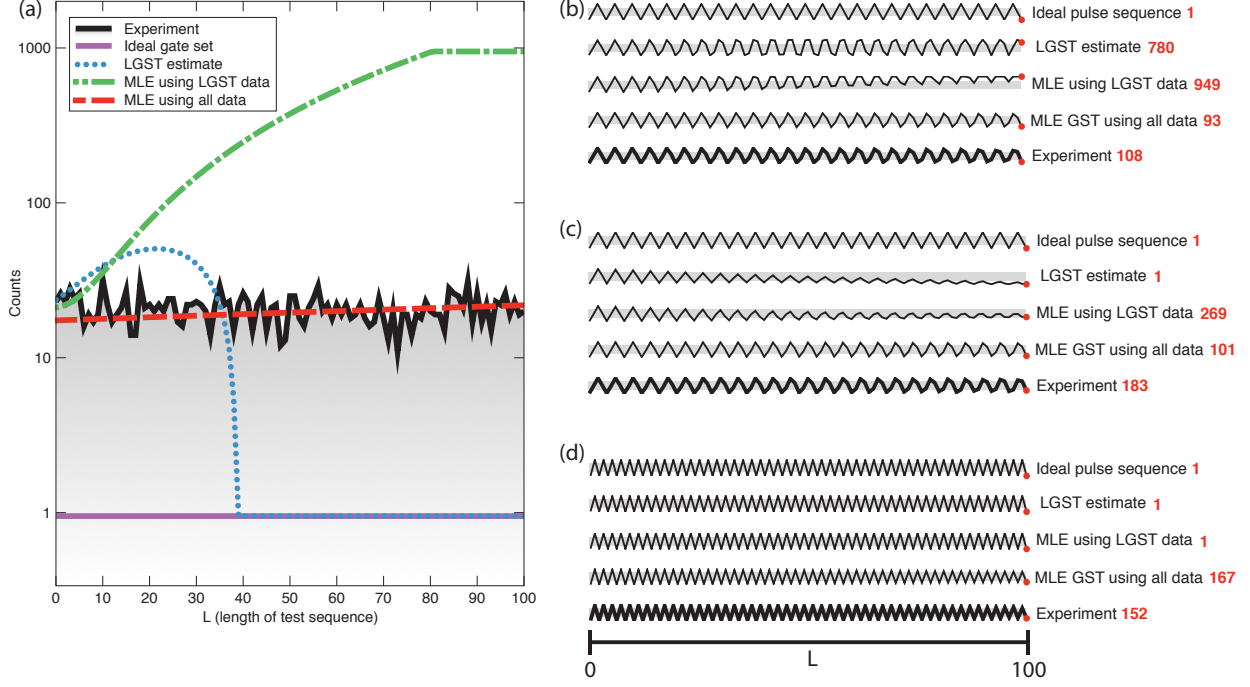 (a)
Experiment
Ideal gate set
LGST estimate
MLE using LGST data
MLE using all data
Counts
1000
100
10
1
0 10 20 30 40 50 60 70 80 90 100
L (length of test sequence)
(b)
Ideal pulse sequence 1
LGST estimate 780
MLE using LGST data 949
MLE GST using all data 93
Experiment 108
(c)
Ideal pulse sequence 1
LGST estimate 1
MLE using LGST data 269
MLE GST using all data 101
Experiment 183
(d)
Ideal pulse sequence 1
LGST estimate 1
MLE using LGST data 1
MLE GST using all data 167
Experiment 152
0 L 100